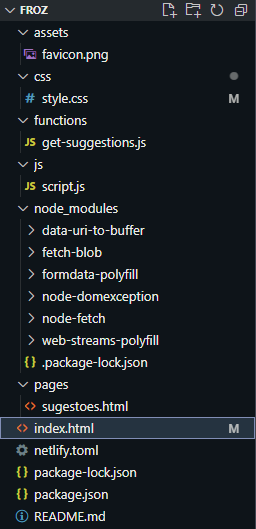 FROZ
assets
favicon.png
css
# style.css M
functions
JS get-suggestions.js
js
JS script.js
node_modules
data-uri-to-buffer
fetch-blob
formdata-polyfill
node-domexception
node-fetch
web-streams-polyfill
{} .package-lock.json
pages
<> sugestoes.html
<> index.html M
netlify.toml
{} package-lock.json
{} package.json
README.md